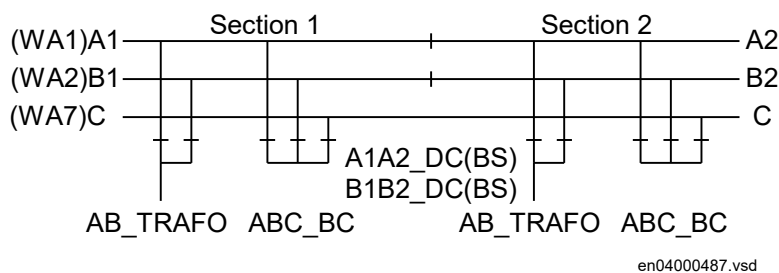 Section 1 Section 2
(WA1)A1 A2
(WA2)B1 B2
(WA7)C C
A1A2_DC(BS)
B1B2_DC(BS)
AB_TRAFO ABC_BC AB_TRAFO ABC_BC
en04000487.vsd